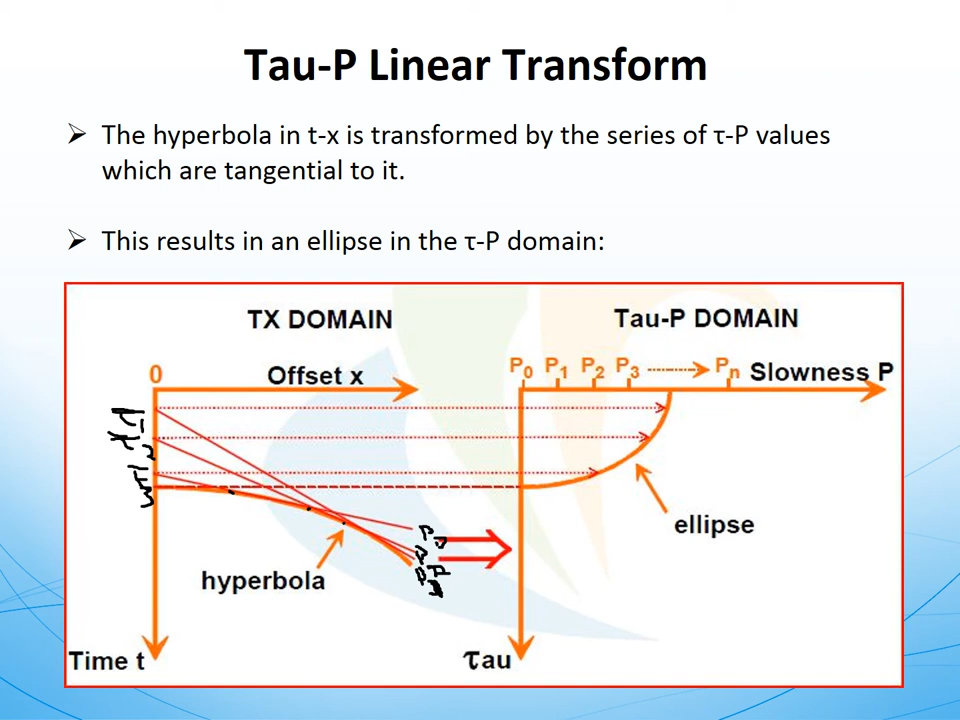 Tau-P Linear Transform
➢ The hyperbola in t-x is transformed by the series of τ-P values
which are tangential to it.
➢ This results in an ellipse in the τ-P domain:
TX DOMAIN
Tau-P DOMAIN
0
Offset x
P0 P1 P2 P3 Pn Slowness P
ellipse
hyperbola
Time t
τau